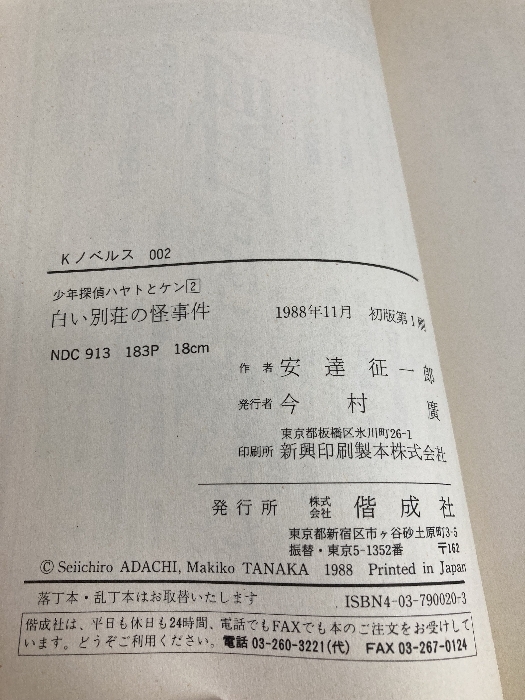 Kノベルス 002
少年探偵ハヤトとケン2
白い別荘の怪事件
1988年11月 初版第1刷
NDC 913 183P 18cm
作者 安達征一郎
発行者 今村廣
東京都板橋区氷川町26-1
印刷所 新興印刷製本株式会社
発行所 株式会社 偕成社
東京都新宿区市ヶ谷砂土原町3-5
振替・東京5-1352番 〒162
©Seiichiro ADACHI, Makiko TANAKA 1988 Printed in Japan
落丁本・乱丁本はお取替いたします ISBN4-03-790020-3
偕成社は、平日も休日も24時間、電話でもFAXでも本のご注文をお受けして
います。どうぞご利用ください。電話 03-260-3221(代) FAX 03-267-0124